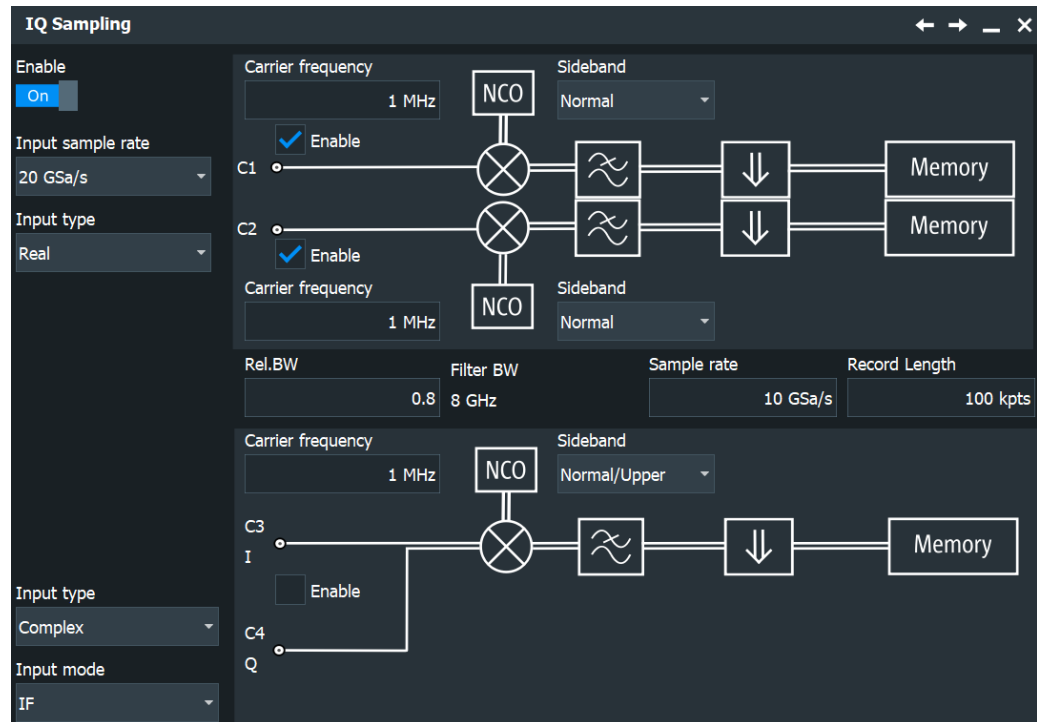 IQ Sampling
Enable
On
Input sample rate
20 GSa/s
Input type
Real
Carrier frequency
1 MHz
NCO
Sideband
Normal
Enable
C1
Memory
C2
Memory
Enable
Carrier frequency
1 MHz
NCO
Sideband
Normal
Rel.BW
0.8
Filter BW
8 GHz
Sample rate
10 GSa/s
Record Length
100 kpts
Carrier frequency
1 MHz
NCO
Sideband
Normal/Upper
C3
I
Memory
Enable
C4
Q
Input type
Complex
Input mode
IF